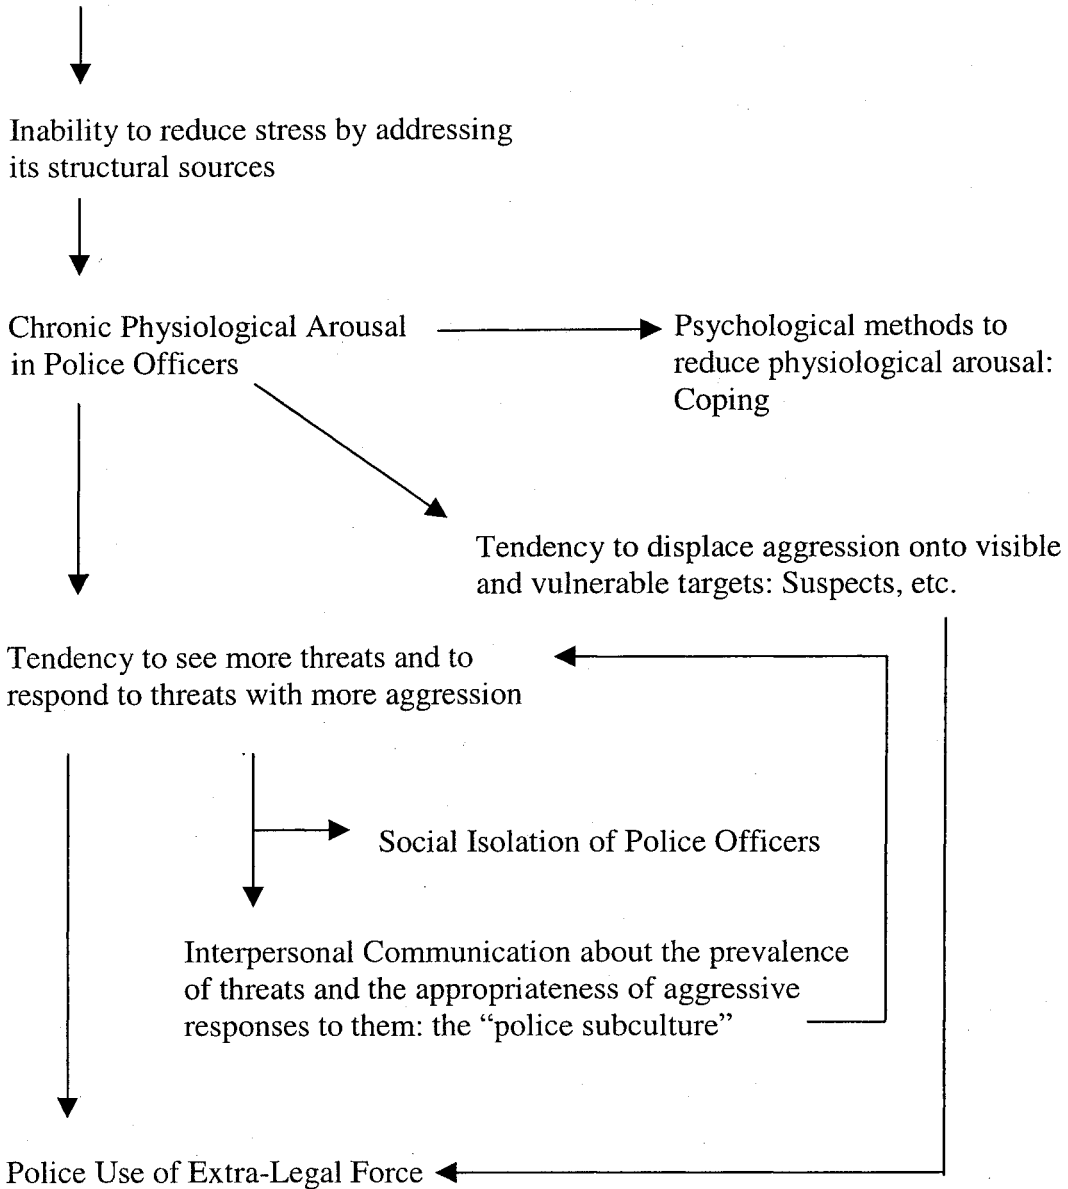 Inability to reduce stress by addressing
its structural sources
Chronic Physiological Arousal
in Police Officers
Psychological methods to
reduce physiological arousal:
Coping
Tendency to displace aggression onto visible
and vulnerable targets: Suspects, etc.
Tendency to see more threats and to
respond to threats with more aggression
Social Isolation of Police Officers
Interpersonal Communication about the prevalence
of threats and the appropriateness of aggressive
responses to them: the “police subculture”
Police Use of Extra-Legal Force